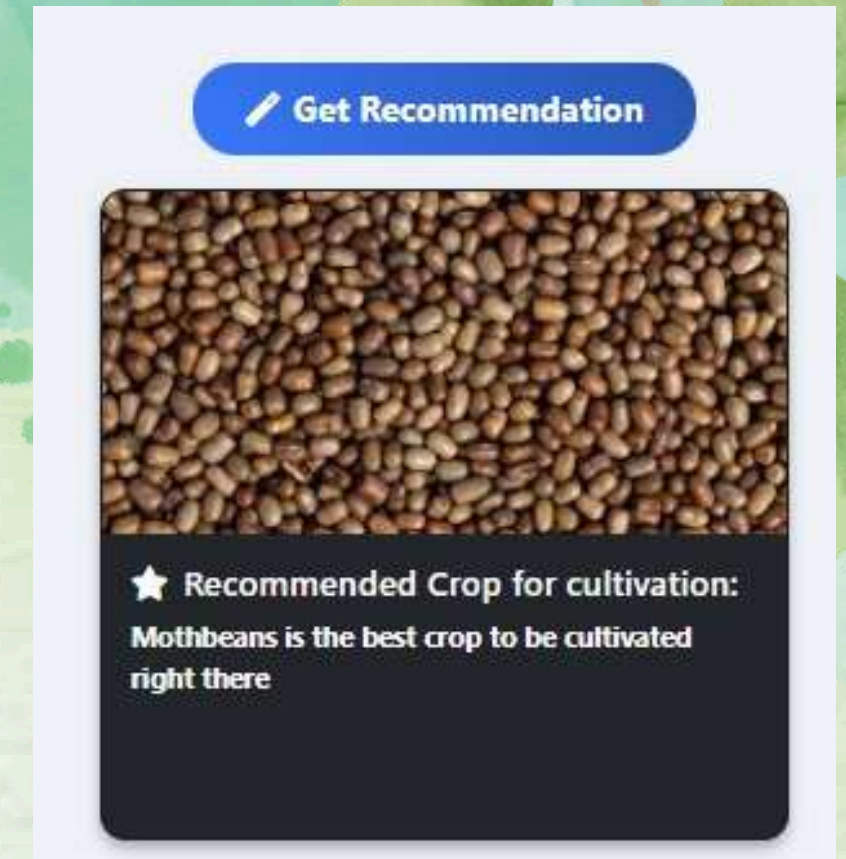 Get Recommendation
Recommended Crop for cultivation:
Mothbeans is the best crop to be cultivated
right there